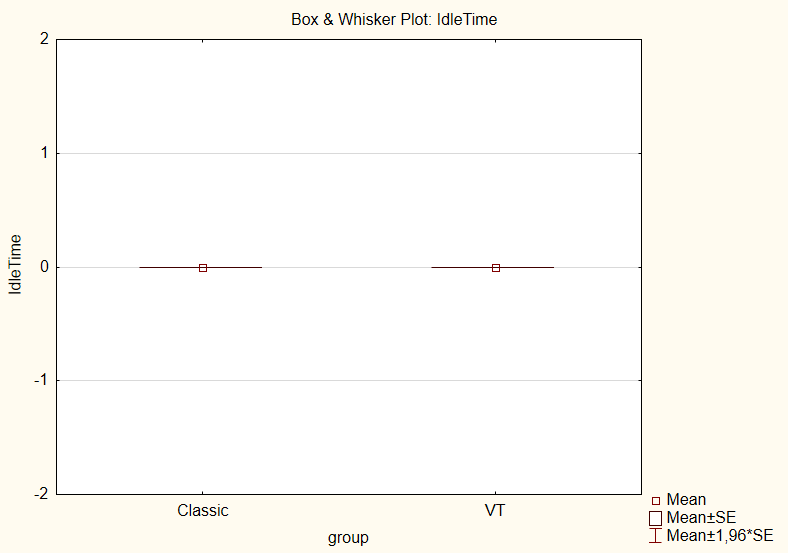 Box & Whisker Plot: IdleTime
2
1
0
-1
-2
IdleTime
Classic
VT
group
Mean
Mean±SE
Mean±1,96*SE